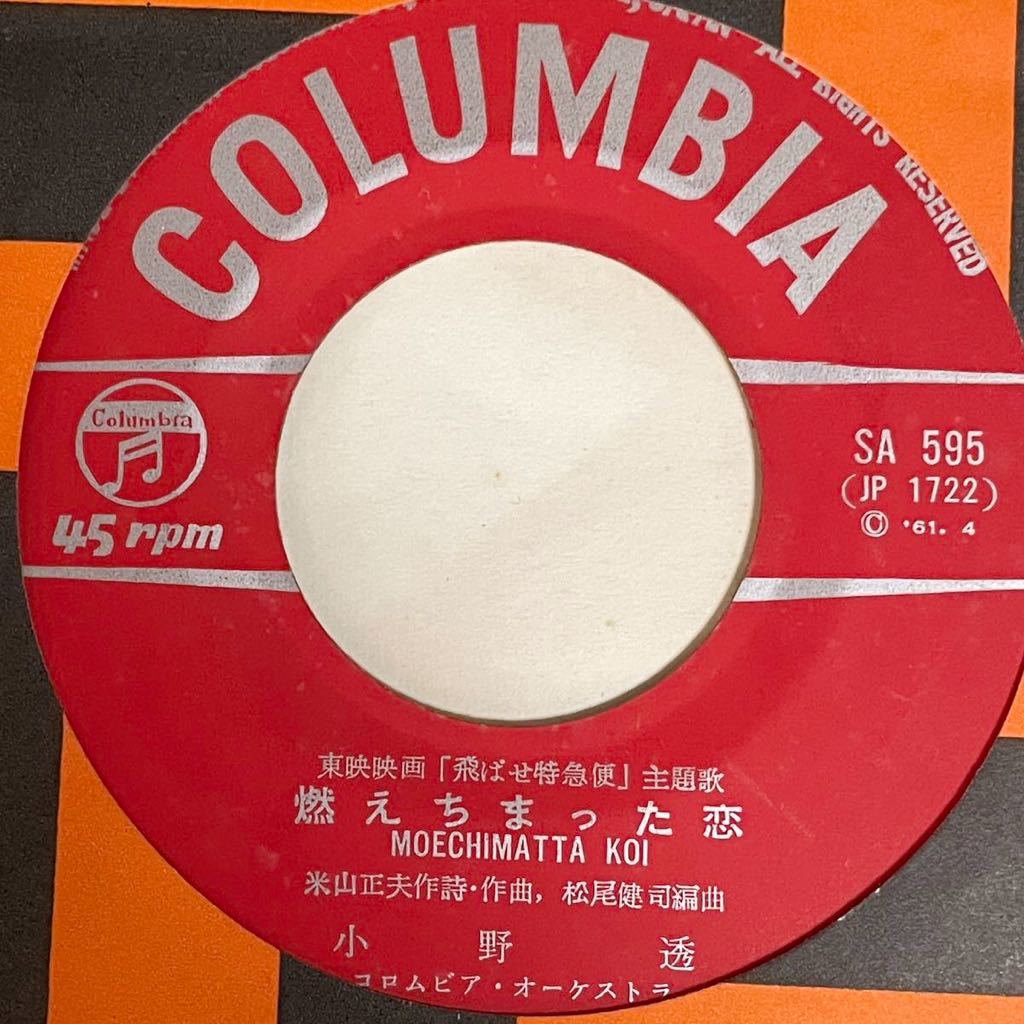 ALL RIGHTS RESERVED
COLUMBIA
Columbia
45 rpm
SA 595
(JP 1722)
© '61. 4
東映映画「飛ばせ特急便」主題歌
燃えちまった恋
MOECHIMATTA KOI
米山正夫作詩・作曲, 松尾健司編曲
小野透
コロムビア・オーケストラ